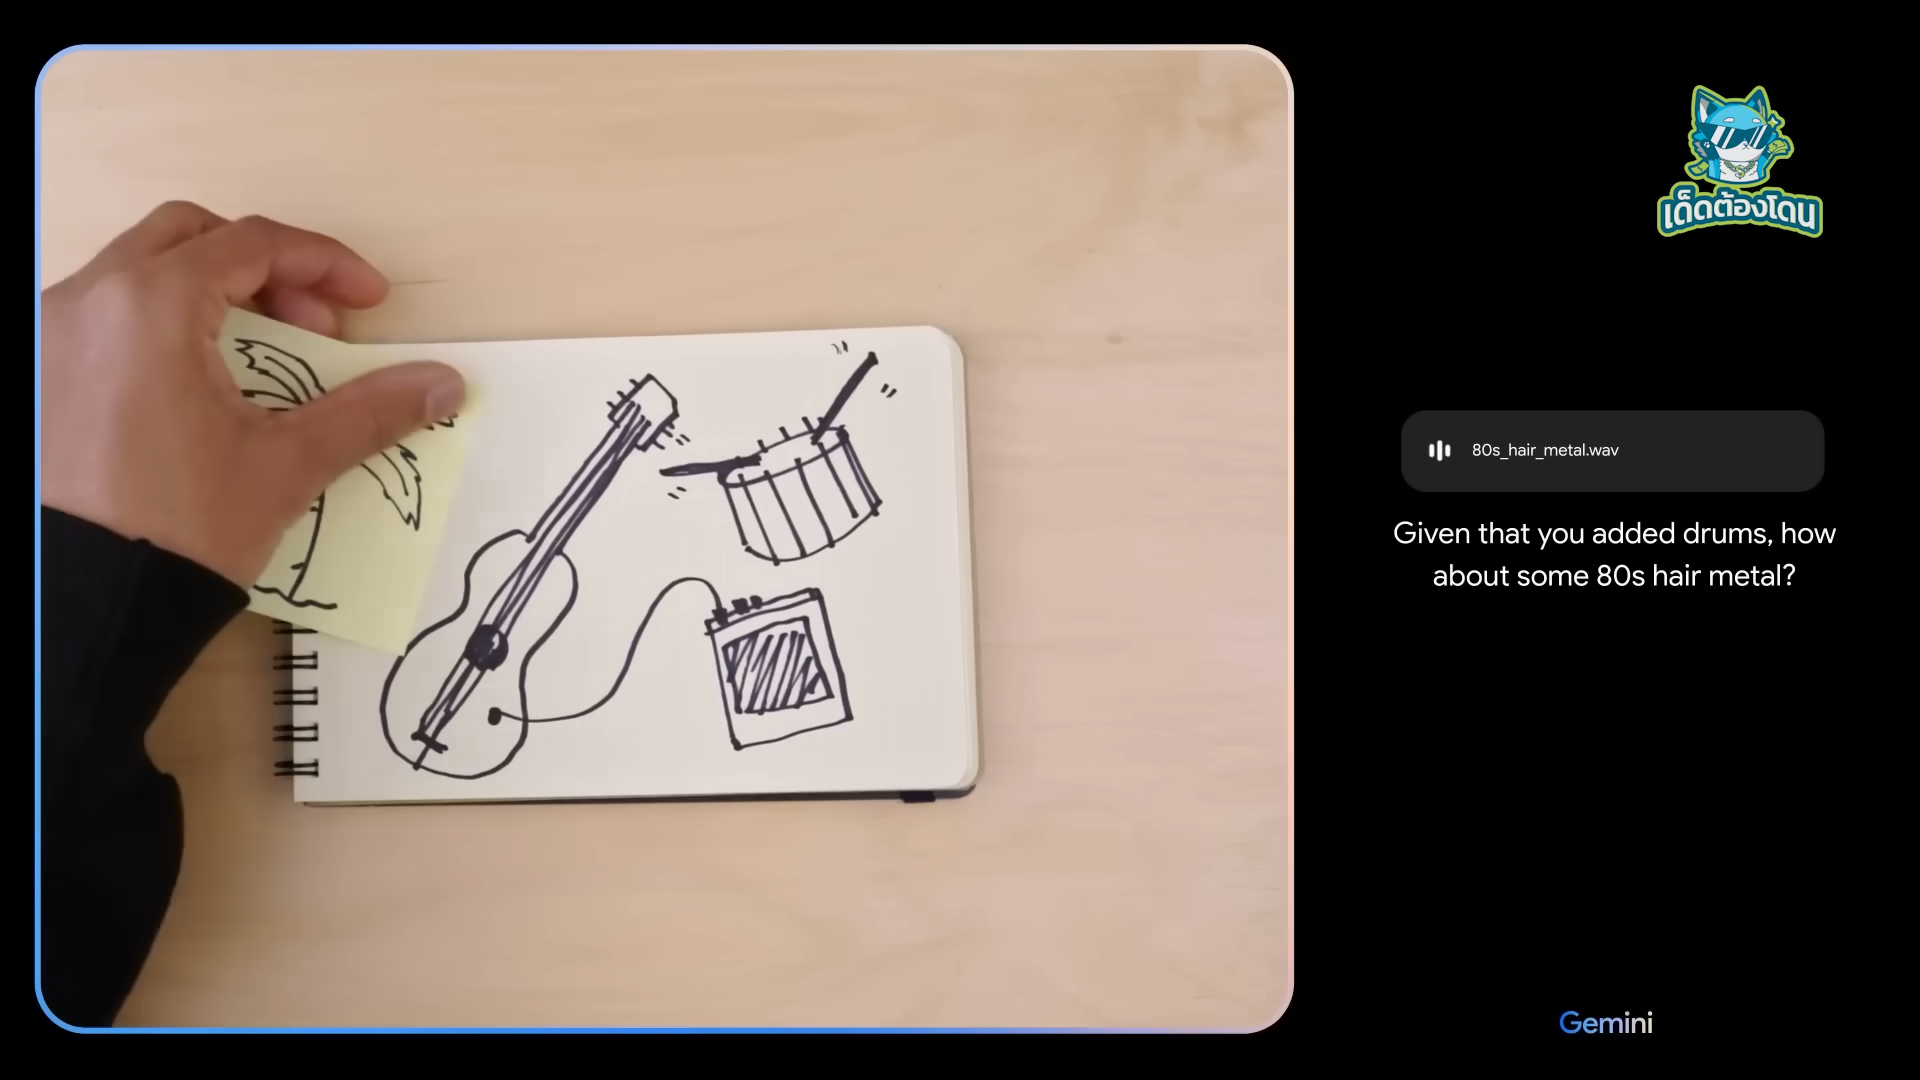 เด็ดต้องโดน
80s_hair_metal.wav
Given that you added drums, how
about some 80s hair metal?
Gemini